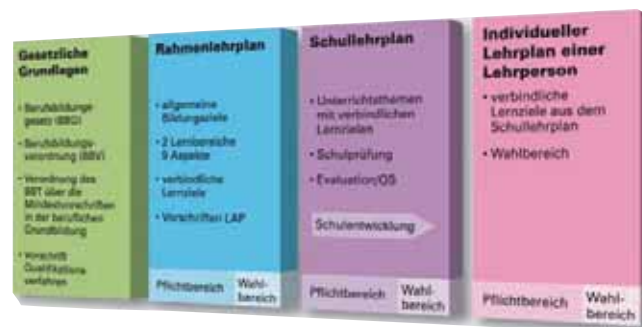 Gesetzliche
Grundlagen
• Berufsbildungs
gesetz (BBG)
• Berufsbildungs-
verordnung (BBV)
• Verordnung des
BBT über die
Mindestvorschriften
in der beruflichen
Grundbildung
• Vorschrift
Qualifikations
verfahren
Rahmenlehrplan
• allgemeine
Bildungsziele
• 2 Lernbereiche
9 Aspekte
• verbindliche
Lernziele
• Vorschriften LAP
Pflichtbereich
Wahl-
bereich
Schullehrplan
• Unterrichtsthemen
mit verbindlichen
Lernzielen
• Schulprüfung
• Evaluation/QS
Schulentwicklung
Pflichtbereich
Wahl-
bereich
Individueller
Lehrplan einer
Lehrperson
• verbindliche
Lernziele aus dem
Schullehrplan
• Wahlbereich
Pflichtbereich
Wahl-
bereich